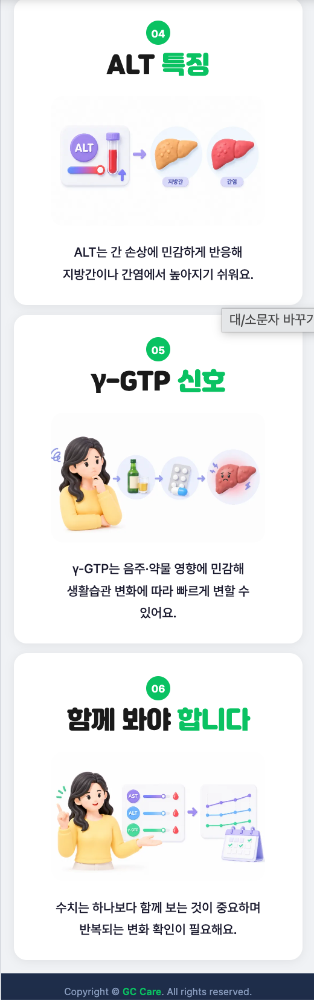 04
ALT 특징
ALT
지방간
간염
ALT는 간 손상에 민감하게 반응해
지방간이나 간염에서 높아지기 쉬워요.
대/소문자 바꾸기
05
γ-GTP 신호
γ-GTP는 음주·약물 영향에 민감해
생활습관 변화에 따라 빠르게 변할 수
있어요.
06
함께 봐야 합니다
AST
ALT
γ-GTP
수치는 하나보다 함께 보는 것이 중요하며
반복되는 변화 확인이 필요해요.
Copyright © GC Care. All rights reserved.